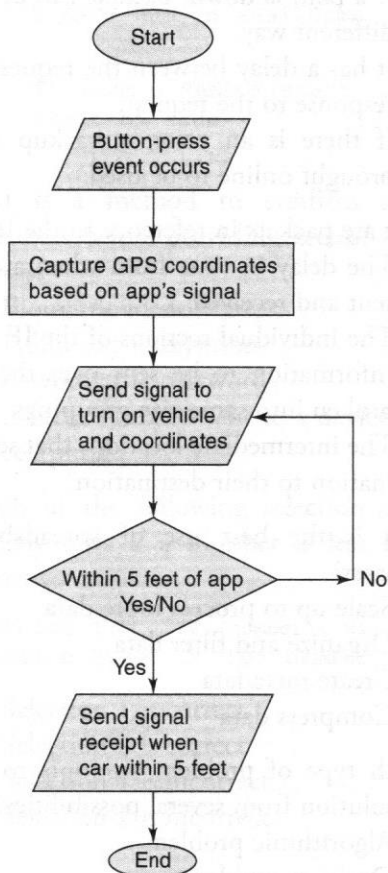 Start
Button-press
event occurs
Capture GPS coordinates
based on app's signal
Send signal to
turn on vehicle
and coordinates
Within 5 feet of app
Yes/No
No
Yes
Send signal
receipt when
car within 5 feet
End